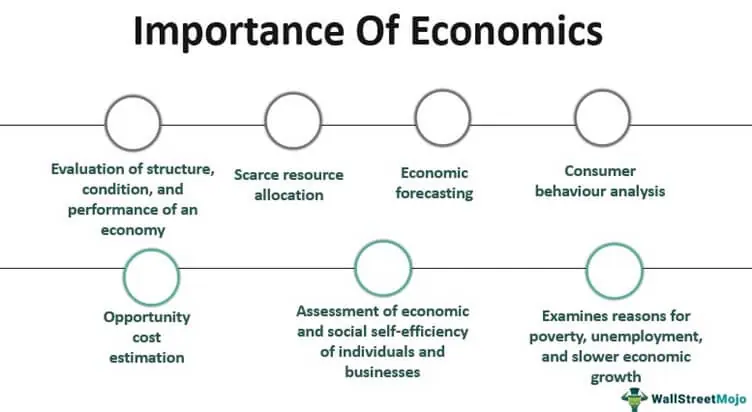 Importance Of Economics
Evaluation of structure,
condition, and
performance of an
economy
Scarce resource
allocation
Economic
forecasting
Consumer
behaviour analysis
Opportunity
cost
estimation
Assessment of economic
and social self-efficiency
of individuals and
businesses
Examines reasons for
poverty, unemployment,
and slower economic
growth
WallStreetMojo